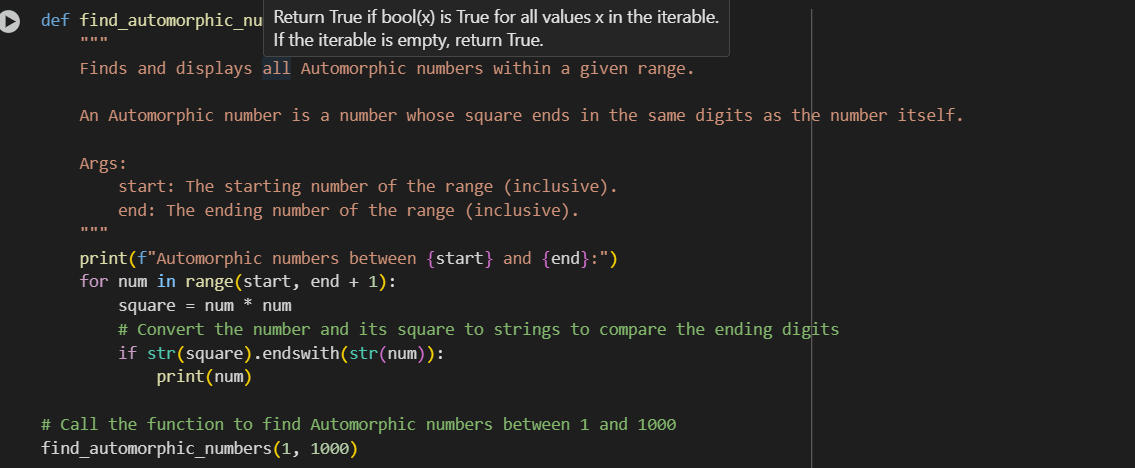 def find_automorphic_nu
Return True if bool(x) is True for all values x in the iterable.
If the iterable is empty, return True.
"""
Finds and displays all Automorphic numbers within a given range.
An Automorphic number is a number whose square ends in the same digits as the number itself.
Args:
start: The starting number of the range (inclusive).
end: The ending number of the range (inclusive).
"""
print(f"Automorphic numbers between {start} and {end}:")
for num in range(start, end + 1):
square = num * num
# Convert the number and its square to strings to compare the ending digits
if str(square).endswith(str(num)):
print(num)
# Call the function to find Automorphic numbers between 1 and 1000
find_automorphic_numbers(1, 1000)